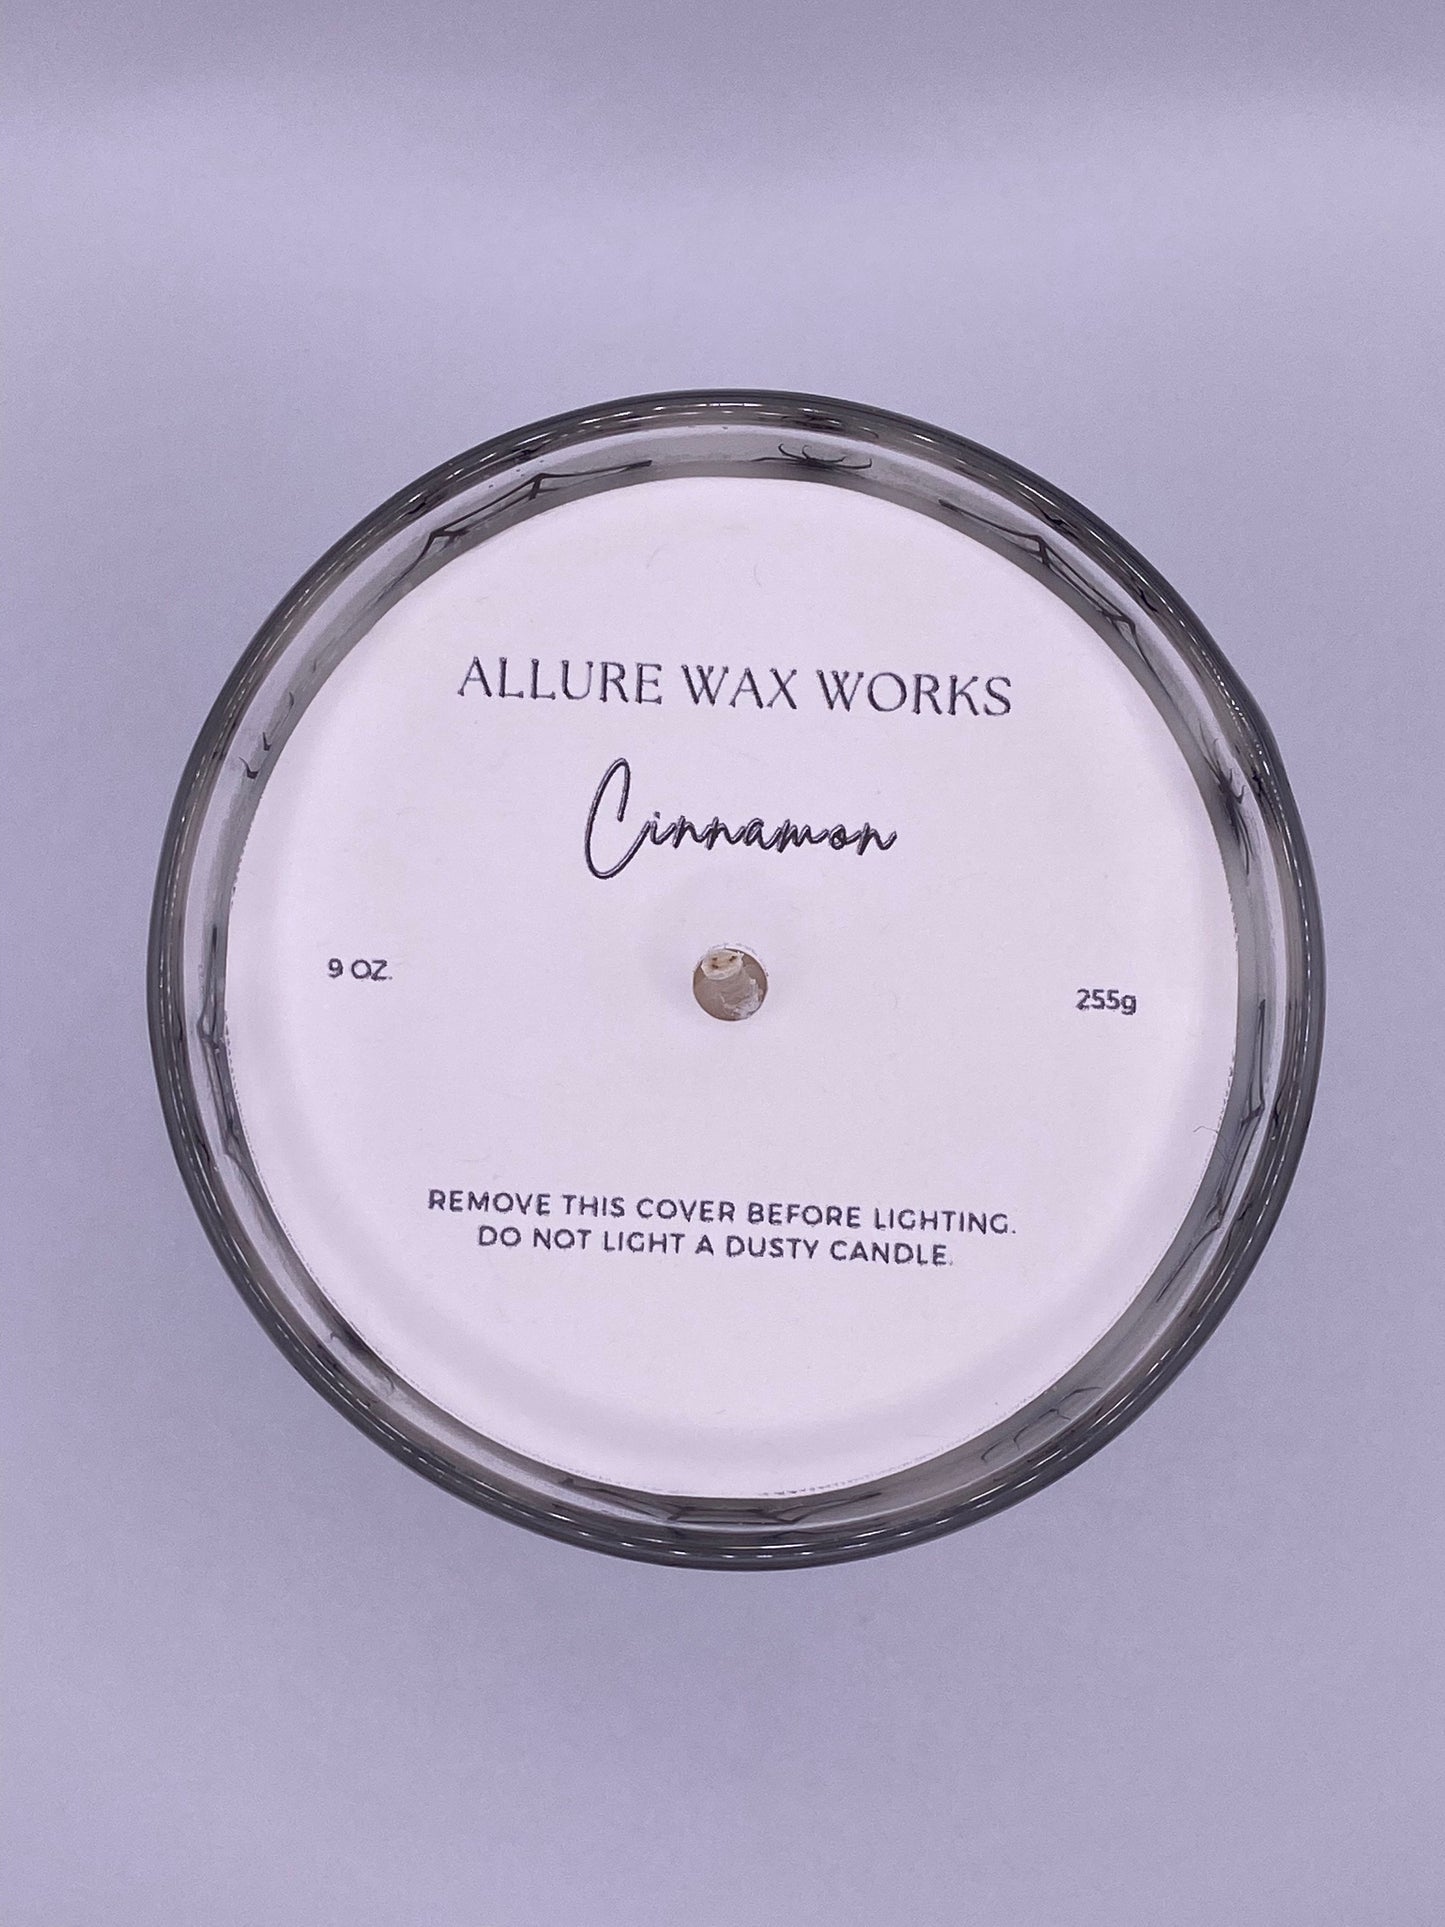 ALLURE WAX WORKS
Cinnamon
9 OZ.
255g
REMOVE THIS COVER BEFORE LIGHTING.
DO NOT LIGHT A DUSTY CANDLE.